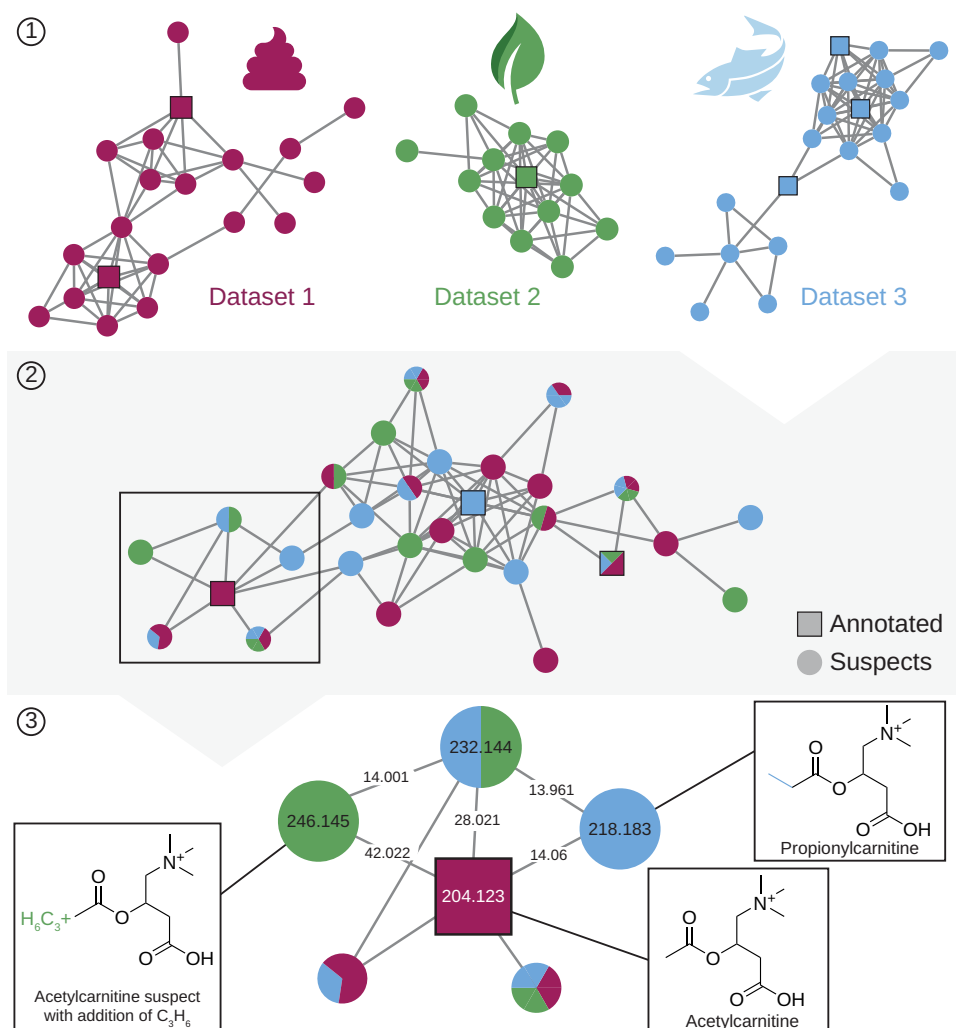 1
Dataset 1
Dataset 2
Dataset 3
2
Annotated
Suspects
3
232.144
14.001
13.961
246.145
28.021
218.183
42.022
14.06
204.123
O
N+
O
O
OH
Propionylcarnitine
O
N+
H6C3+
O
O
OH
Acetylcarnitine suspect
with addition of C3H6
O
N+
O
O
OH
Acetylcarnitine